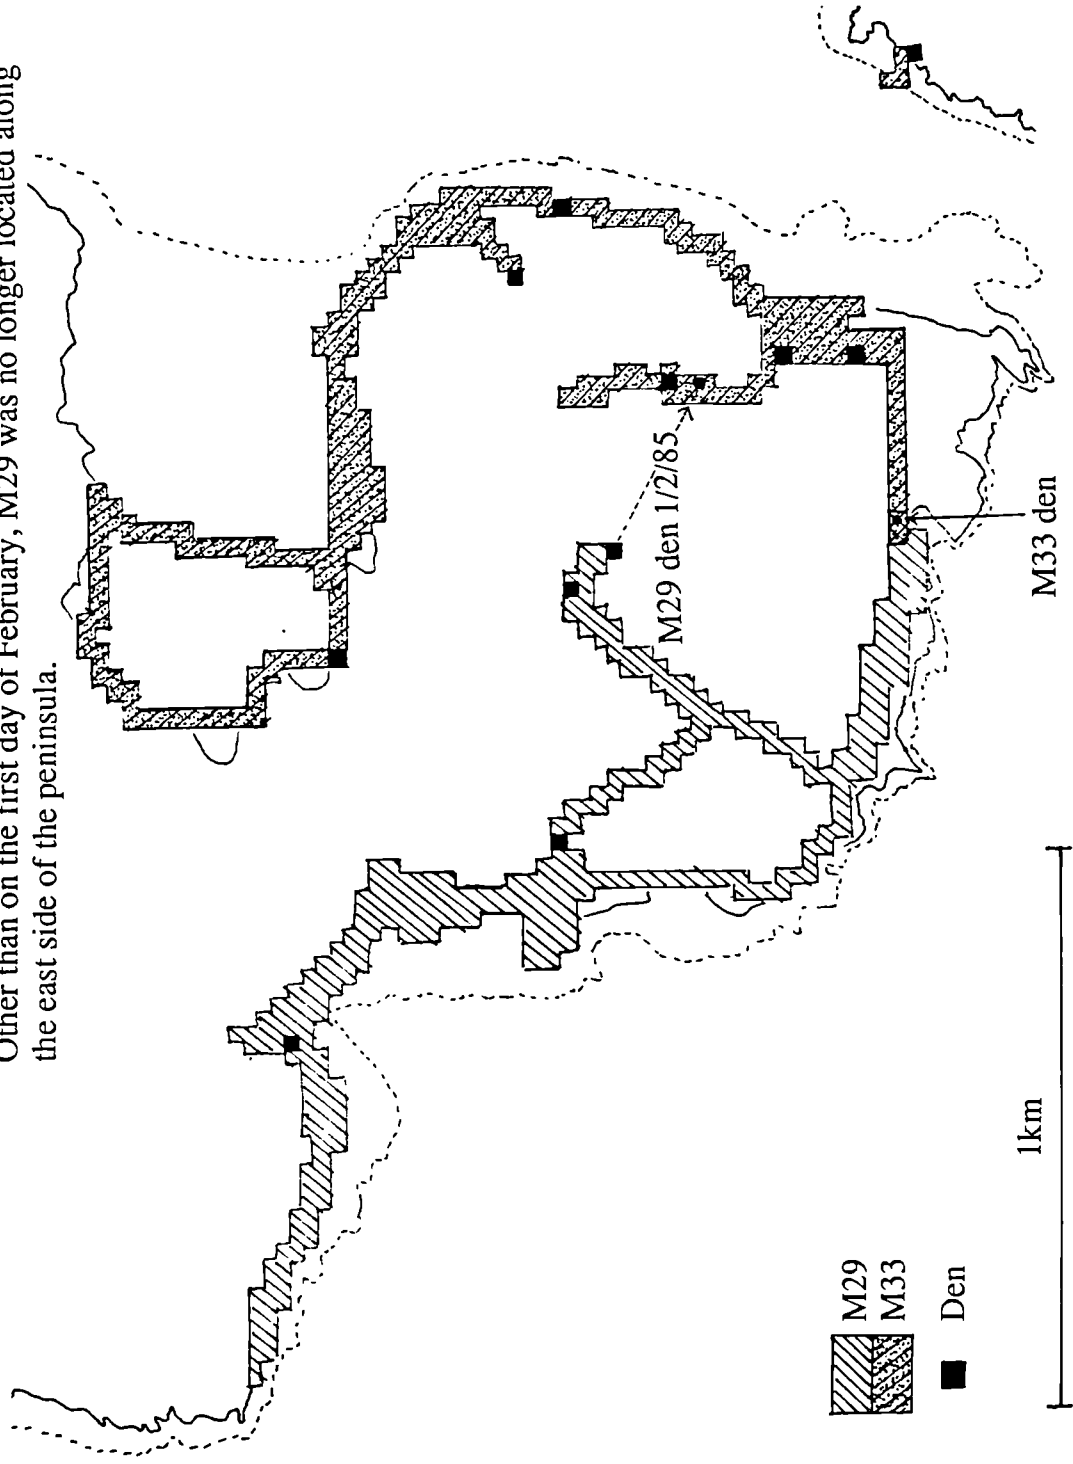 Other than on the first day of February, M29 was no longer located along
the east side of the peninsula.
M29 den 1/2/85
M33 den
1km
M29
M33
Den